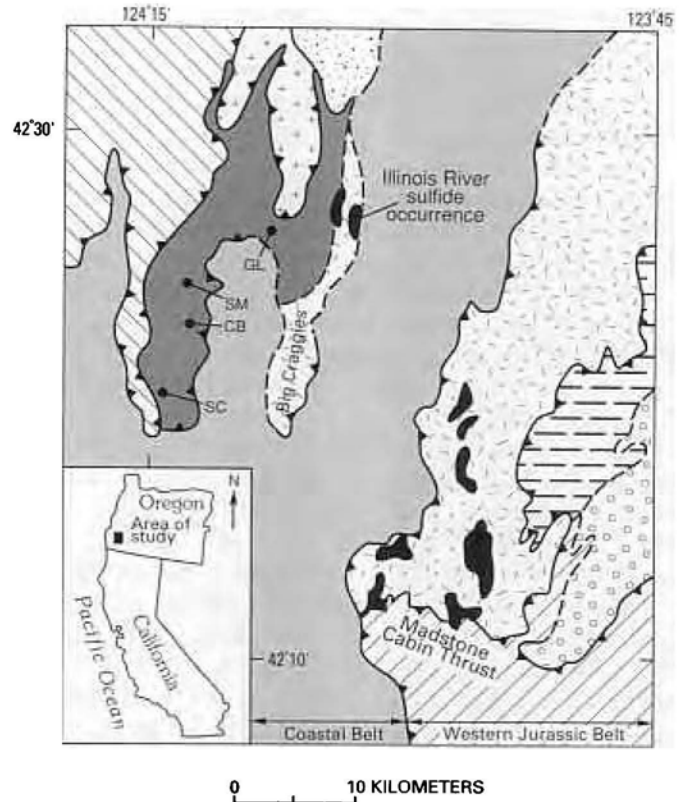 124°15'
123°45'
42°30'
Illinois River
sulfide
occurrence
GL
SM
CB
SC
Big Craggies
N
Oregon
Area of
study
Pacific Ocean
California
42°10'
Madstone
Cabin Thrust
Coastal Belt
Western Jurassic Belt
0
10 KILOMETERS